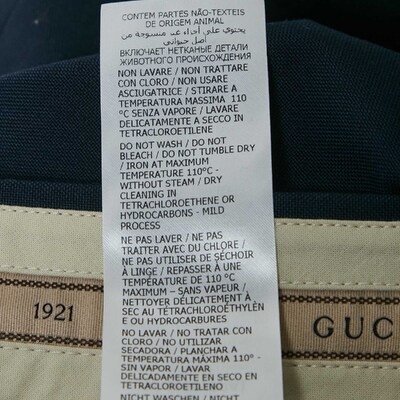 CONTEM PARTES NÃO-TEXTEIS
DE ORIGEM ANIMAL
يحتوي على أجزاء غير منسوجة من
أصل حيواني
ВКЛЮЧАЕТ НЕТКАНЫЕ ДЕТАЛИ
ЖИВОТНОГО ПРОИСХОЖДЕНИЯ
NON LAVARE / NON TRATTARE
CON CLORO / NON USARE
ASCIUGATRICE / STIRARE A
TEMPERATURA MASSIMA 110
°C SENZA VAPORE / LAVARE
DELICATAMENTE A SECCO IN
TETRACLOROETILENE
DO NOT WASH / DO NOT
BLEACH / DO NOT TUMBLE DRY
/ IRON AT MAXIMUM
TEMPERATURE 110°C -
WITHOUT STEAM / DRY
CLEANING IN
TETRACHLOROETHENE OR
HYDROCARBONS - MILD
PROCESS
NE PAS LAVER / NE PAS
TRAITER AVEC DU CHLORE /
NE PAS UTILISER DE SÉCHOIR
À LINGE / REPASSER À UNE
TEMPÉRATURE DE 110°C
MAXIMUM – SANS VAPEUR /
NETTOYER DÉLICATEMENT À
SEC AU TÉTRACHLOROÉTHYLÈN
E OU HYDROCARBURES
NO LAVAR / NO TRATAR CON
CLORO / NO UTILIZAR
SECADORA / PLANCHAR A
TEMPERATURA MÁXIMA 110° -
SIN VAPOR / LAVAR
DELICADAMENTE EN SECO EN
TETRACLOROETILENO
NICHT WASCHEN / NICHT
1921
GUC